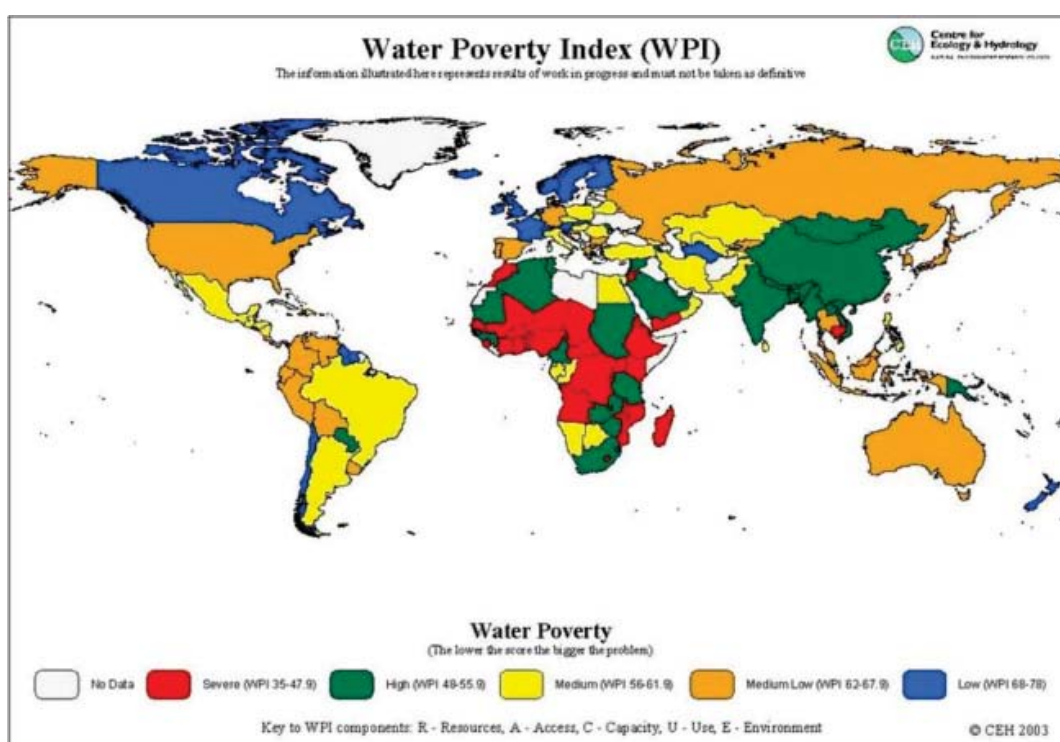 Water Poverty Index (WPI)
The information illustrated here represents results of work in progress and must not be taken as definitive
CEH
Centre for
Ecology & Hydrology
Water Poverty
(The lower the score the bigger the problem)
No Data
Severe (WPI 35-47.9)
High (WPI 48-55.9)
Medium (WPI 56-61.9)
Medium Low (WPI 62-67.9)
Low (WPI 68-78)
Key to WPI components: R - Resources, A - Access, C - Capacity, U - Use, E - Environment
© CEH 2003